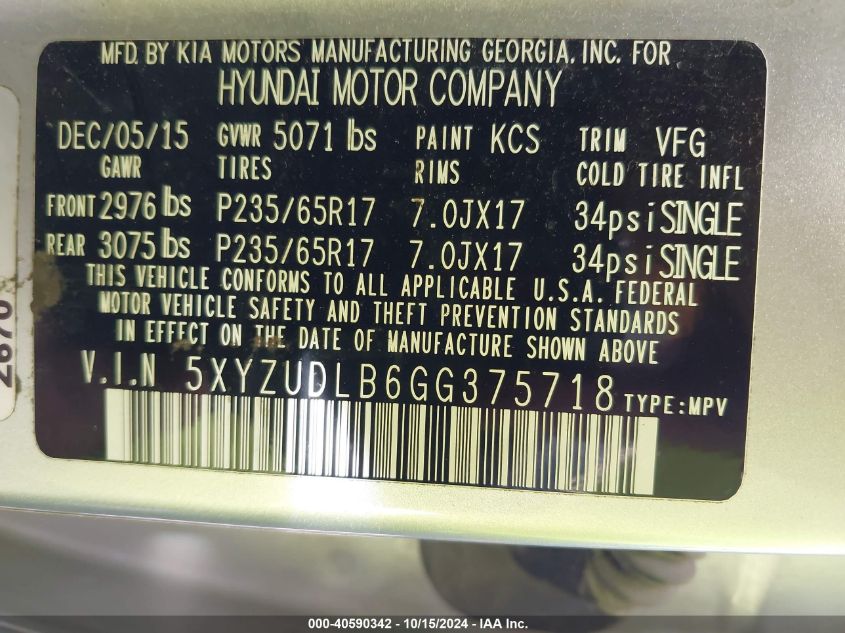 MFD. BY KIA MOTORS MANUFACTURING GEORGIA, INC. FOR
HYUNDAI MOTOR COMPANY
DEC/05/15 GVWR 5071 lbs PAINT KCS TRIM VFG
GAWR TIRES RIMS COLD TIRE INFL
FRONT 2976 lbs P235/65R17 7.0JX17 34psi SINGLE
REAR 3075 lbs P235/65R17 7.0JX17 34psi SINGLE
THIS VEHICLE CONFORMS TO ALL APPLICABLE U.S.A. FEDERAL
MOTOR VEHICLE SAFETY AND THEFT PREVENTION STANDARDS
IN EFFECT ON THE DATE OF MANUFACTURE SHOWN ABOVE
V.I.N 5XYZUDLB6GG375718 TYPE:MPV
000-40590342 - 10/15/2024 - IAA Inc.